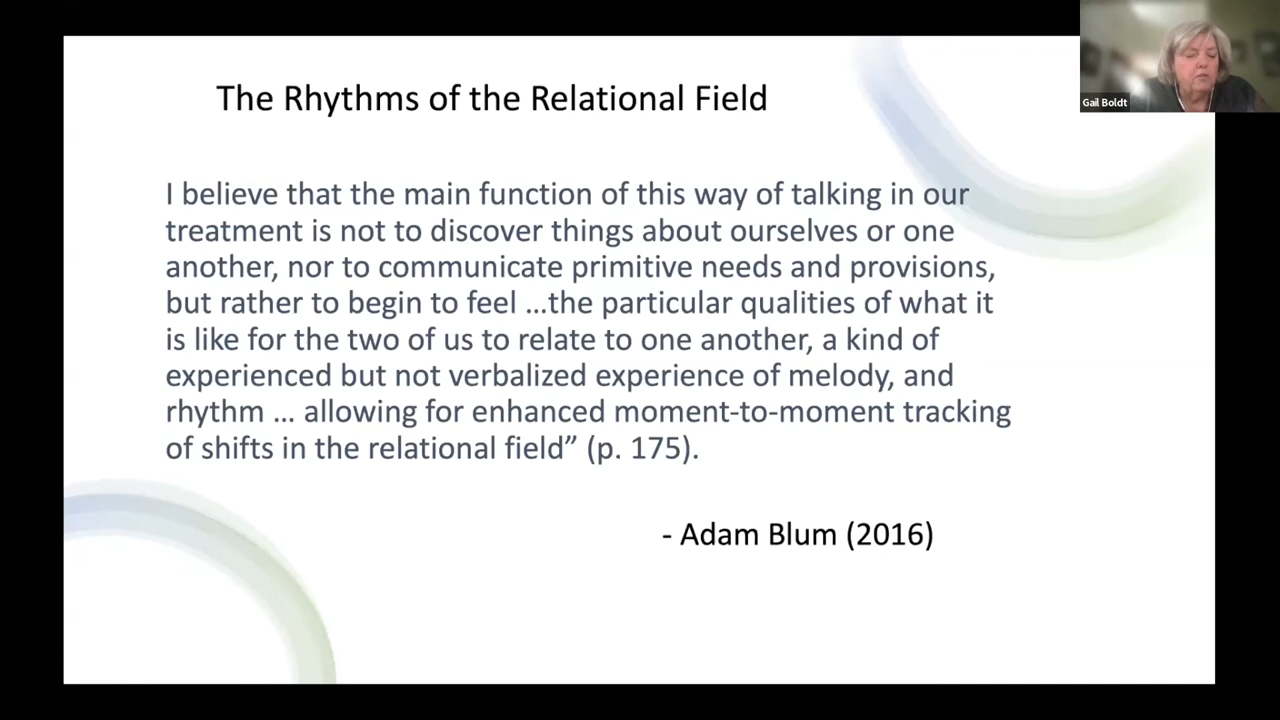 The Rhythms of the Relational Field
Gail Boldt
I believe that the main function of this way of talking in our
treatment is not to discover things about ourselves or one
another, nor to communicate primitive needs and provisions,
but rather to begin to feel …the particular qualities of what it
is like for the two of us to relate to one another, a kind of
experienced but not verbalized experience of melody, and
rhythm … allowing for enhanced moment-to-moment tracking
of shifts in the relational field” (p. 175).
- Adam Blum (2016)